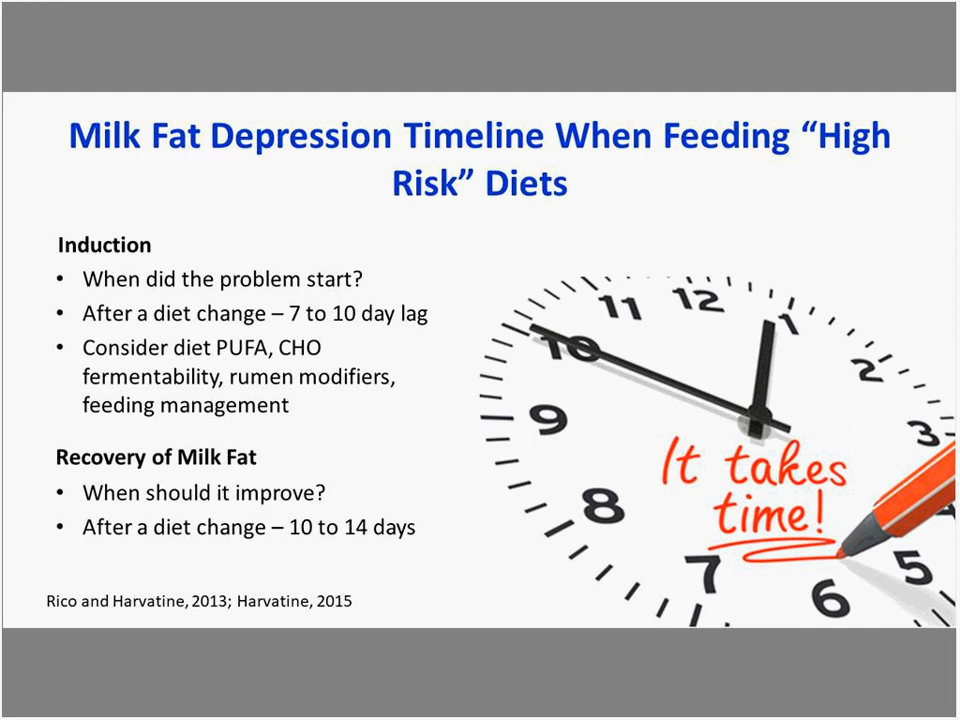 Milk Fat Depression Timeline When Feeding “High
Risk” Diets
Induction
• When did the problem start?
• After a diet change – 7 to 10 day lag
• Consider diet PUFA, CHO
fermentability, rumen modifiers,
feeding management
Recovery of Milk Fat
• When should it improve?
• After a diet change – 10 to 14 days
Rico and Harvatine, 2013; Harvatine, 2015
11 12 1
10 2
9 3
8 4
7 6 5
It takes
time!